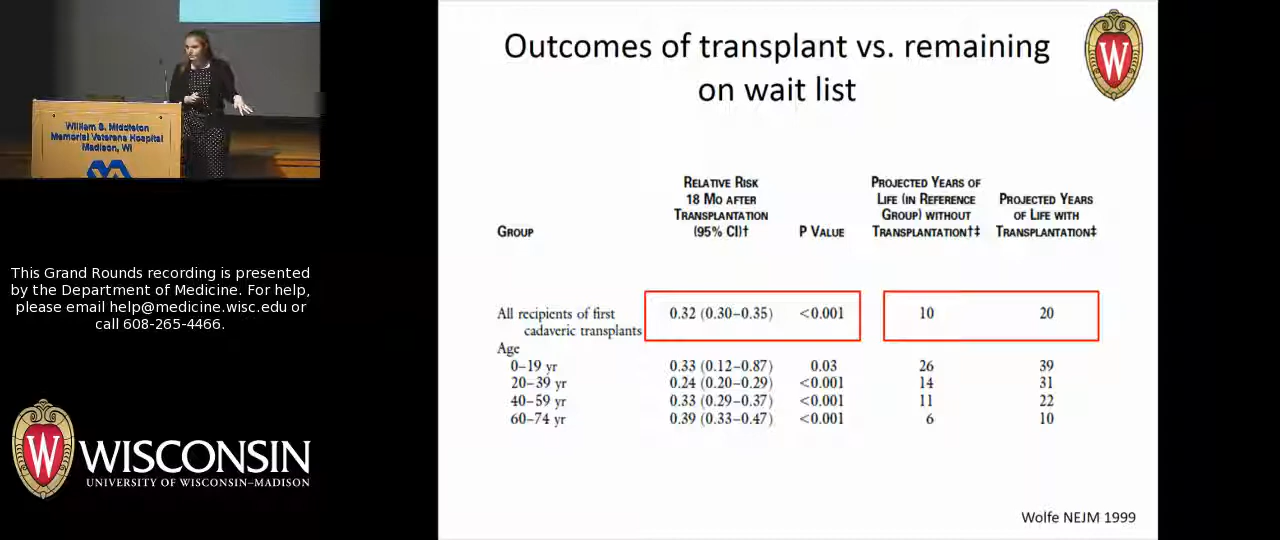 William S. Middleton
Memorial Veterans Hospital
Madison, WI
This Grand Rounds recording is presented
by the Department of Medicine. For help,
please email help@medicine.wisc.edu or
call 608-265-4466.
W WISCONSIN
UNIVERSITY OF WISCONSIN–MADISON
Outcomes of transplant vs. remaining
on wait list
W
GROUP
RELATIVE RISK
18 MO AFTER
TRANSPLANTATION
(95% CI)†
P VALUE
PROJECTED YEARS OF
LIFE (IN REFERENCE
GROUP) WITHOUT
TRANSPLANTATION†‡
PROJECTED YEARS
OF LIFE WITH
TRANSPLANTATION‡
All recipients of first
cadaveric transplants
0.32 (0.30–0.35) <0.001 10 20
Age
0–19 yr 0.33 (0.12–0.87) 0.03 26 39
20–39 yr 0.24 (0.20–0.29) <0.001 14 31
40–59 yr 0.33 (0.29–0.37) <0.001 11 22
60–74 yr 0.39 (0.33–0.47) <0.001 6 10
Wolfe NEJM 1999